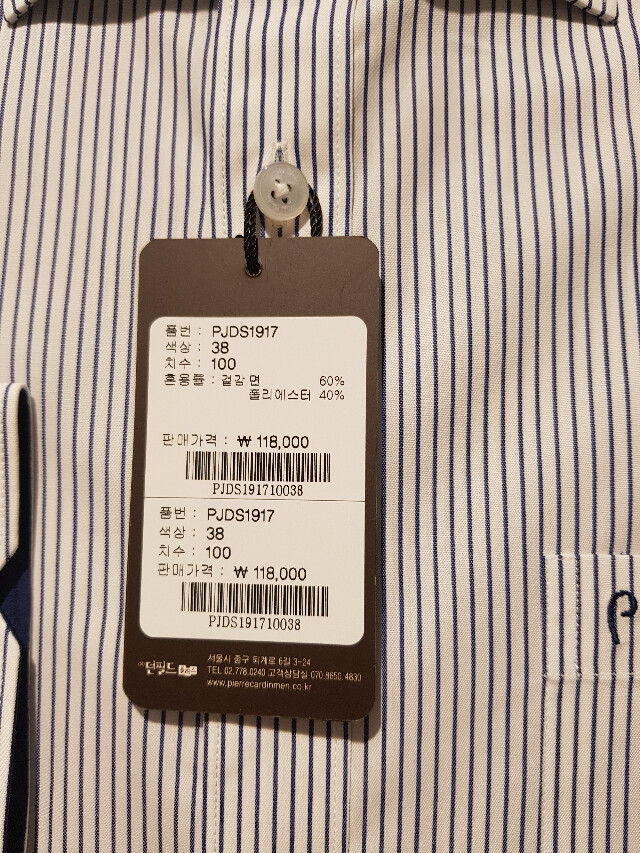 품번 : PJDS1917
색상 : 38
치수 : 100
혼용률 : 겉감 면 60%
폴리에스터 40%
판매가격 : ₩ 118,000
PJDS191710038
품번 : PJDS1917
색상 : 38
치수 : 100
판매가격 : ₩ 118,000
PJDS191710038
서울시 중구 퇴계로 6길 3-24
던필드
TEL 02.778.0240 고객상담실 070.8650.4830
www.pierrecardinmen.co.kr